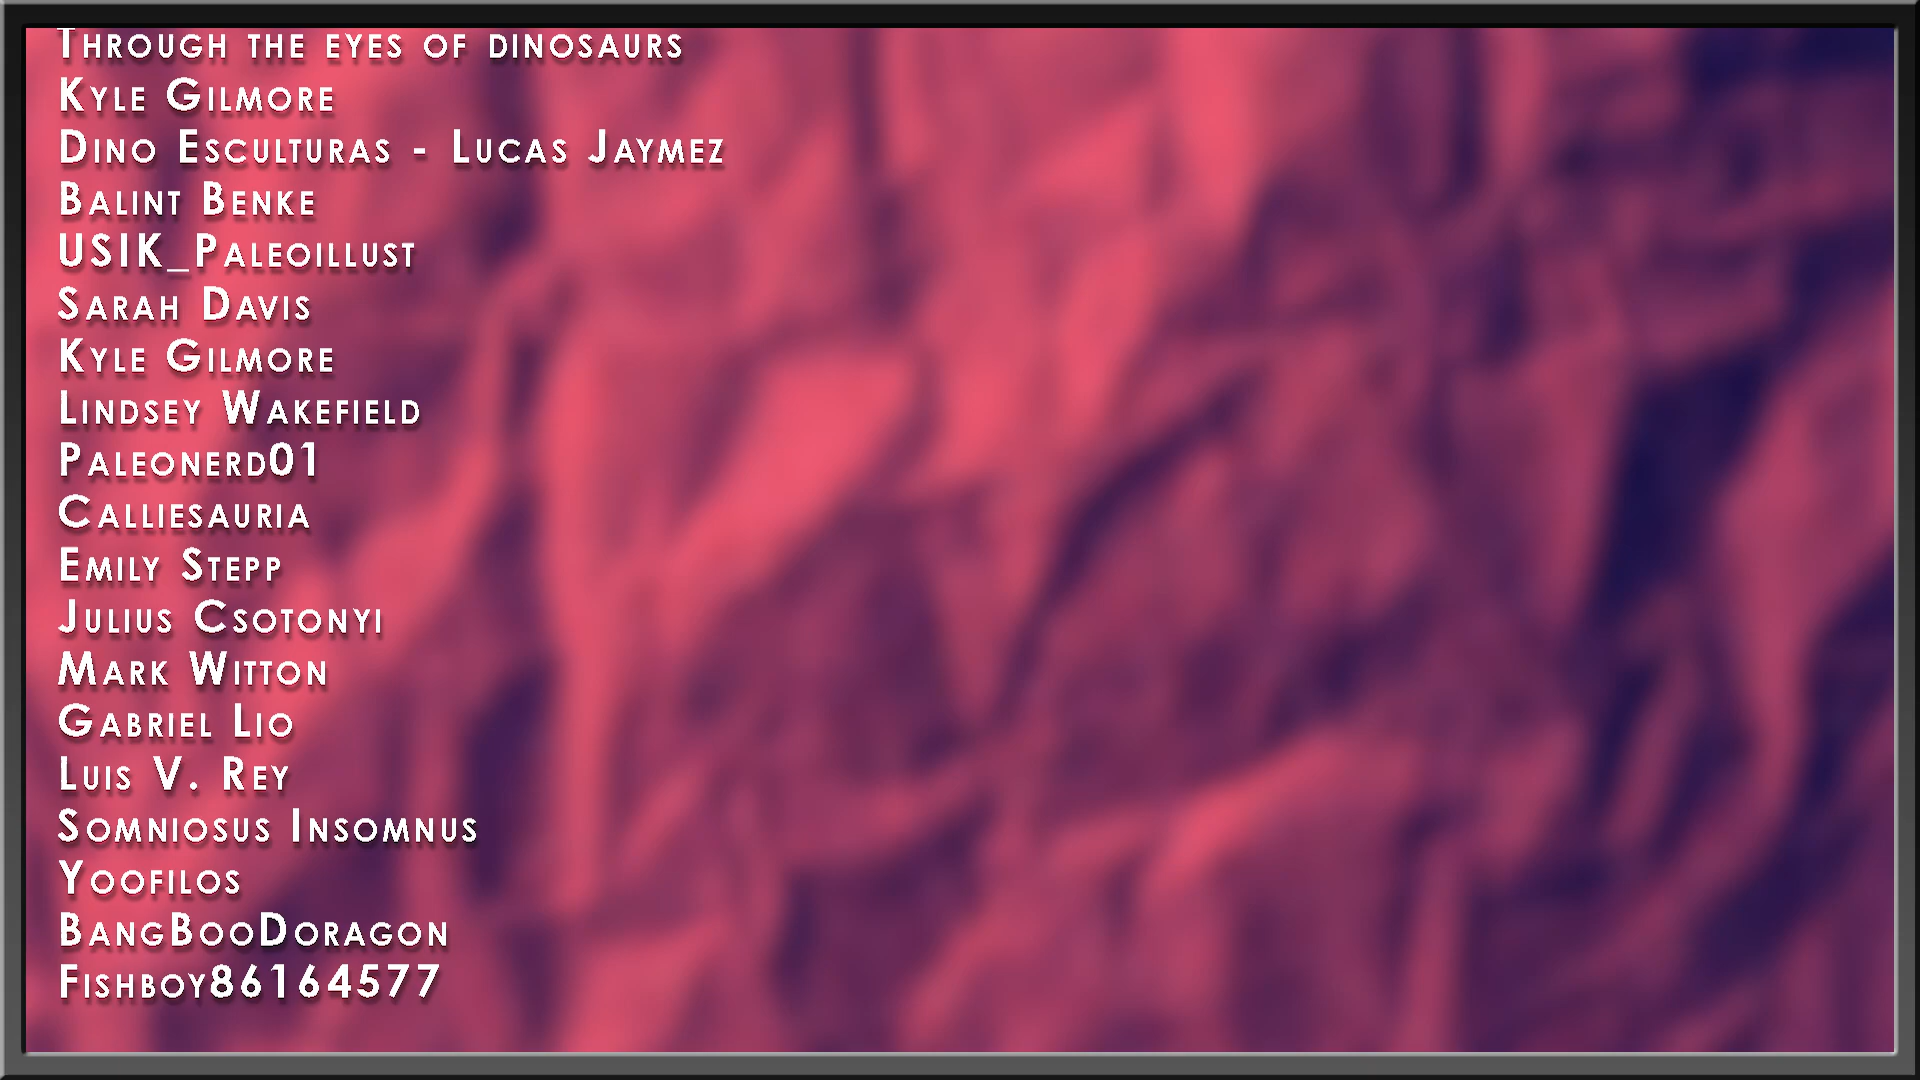 Through the eyes of dinosaurs
Kyle Gilmore
Dino Esculturas - Lucas Jaymez
Balint Benke
USIK_Paleoillust
Sarah Davis
Kyle Gilmore
Lindsey Wakefield
Paleonerd01
Calliesauria
Emily Stepp
Julius Csotonyi
Mark Witton
Gabriel Lio
Luis V. Rey
Somniosus Insomnus
Yoofilos
BangBooDoragon
Fishboy86164577